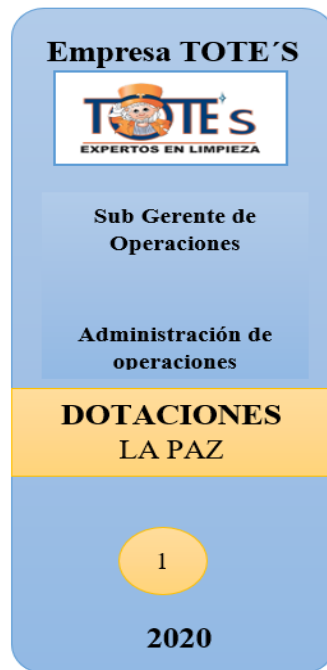 Empresa TOTE´S
TOTE's
EXPERTOS EN LIMPIEZA
Sub Gerente de
Operaciones
Administración de
operaciones
DOTACIONES
LA PAZ
1
2020